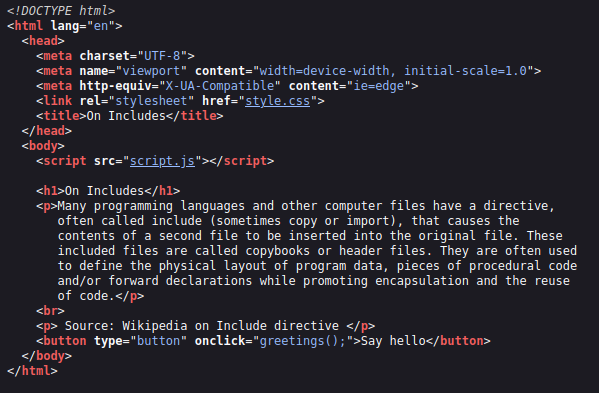 <!DOCTYPE html>
<html lang="en">
  <head>
    <meta charset="UTF-8">
    <meta name="viewport" content="width=device-width, initial-scale=1.0">
    <meta http-equiv="X-UA-Compatible" content="ie=edge">
    <link rel="stylesheet" href="style.css">
    <title>On Includes</title>
  </head>
  <body>
    <script src="script.js"></script>

    <h1>On Includes</h1>
    <p>Many programming languages and other computer files have a directive,
       often called include (sometimes copy or import), that causes the
       contents of a second file to be inserted into the original file. These
       included files are called copybooks or header files. They are often used
       to define the physical layout of program data, pieces of procedural code
       and/or forward declarations while promoting encapsulation and the reuse
       of code.</p>
    <br>
    <p> Source: Wikipedia on Include directive </p>
    <button type="button" onclick="greetings();">Say hello</button>
  </body>
</html>